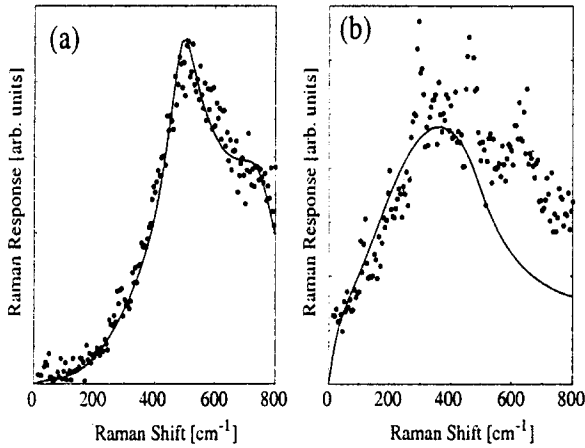 (a)
Raman Response [arb. units]
0 200 400 600 800
Raman Shift [cm-1]
(b)
Raman Response [arb. units]
0 200 400 600 800
Raman Shift [cm-1]